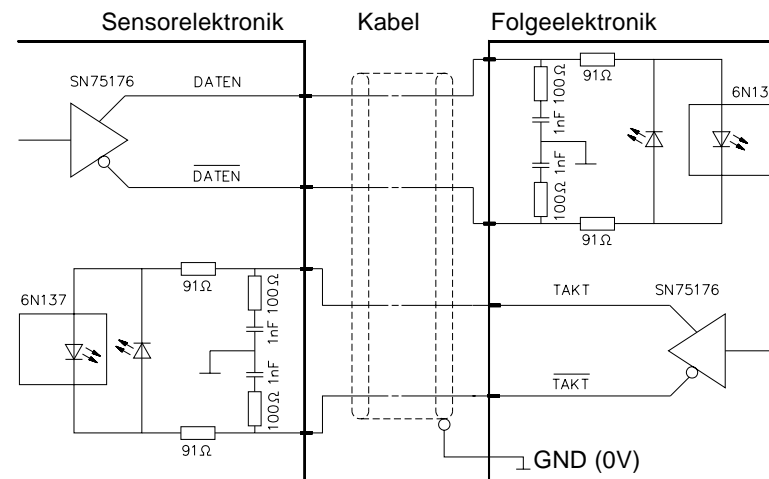 Sensorelektronik
Kabel
Folgeelektronik
SN75176
DATEN
DATEN
91Ω
100Ω
1nF
1nF
100Ω
91Ω
6N13
6N137
91Ω
100Ω
1nF
1nF
100Ω
91Ω
TAKT
TAKT
SN75176
GND (0V)